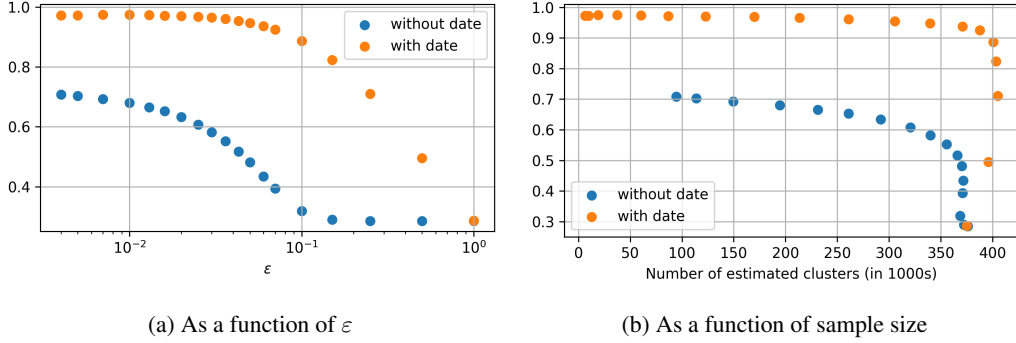 1.0
0.8
0.6
0.4
10⁻²
10⁻¹
10⁰
ε
without date
with date
(a) As a function of ε
1.0
0.9
0.8
0.7
0.6
0.5
0.4
0.3
0 50 100 150 200 250 300 350 400
Number of estimated clusters (in 1000s)
without date
with date
(b) As a function of sample size